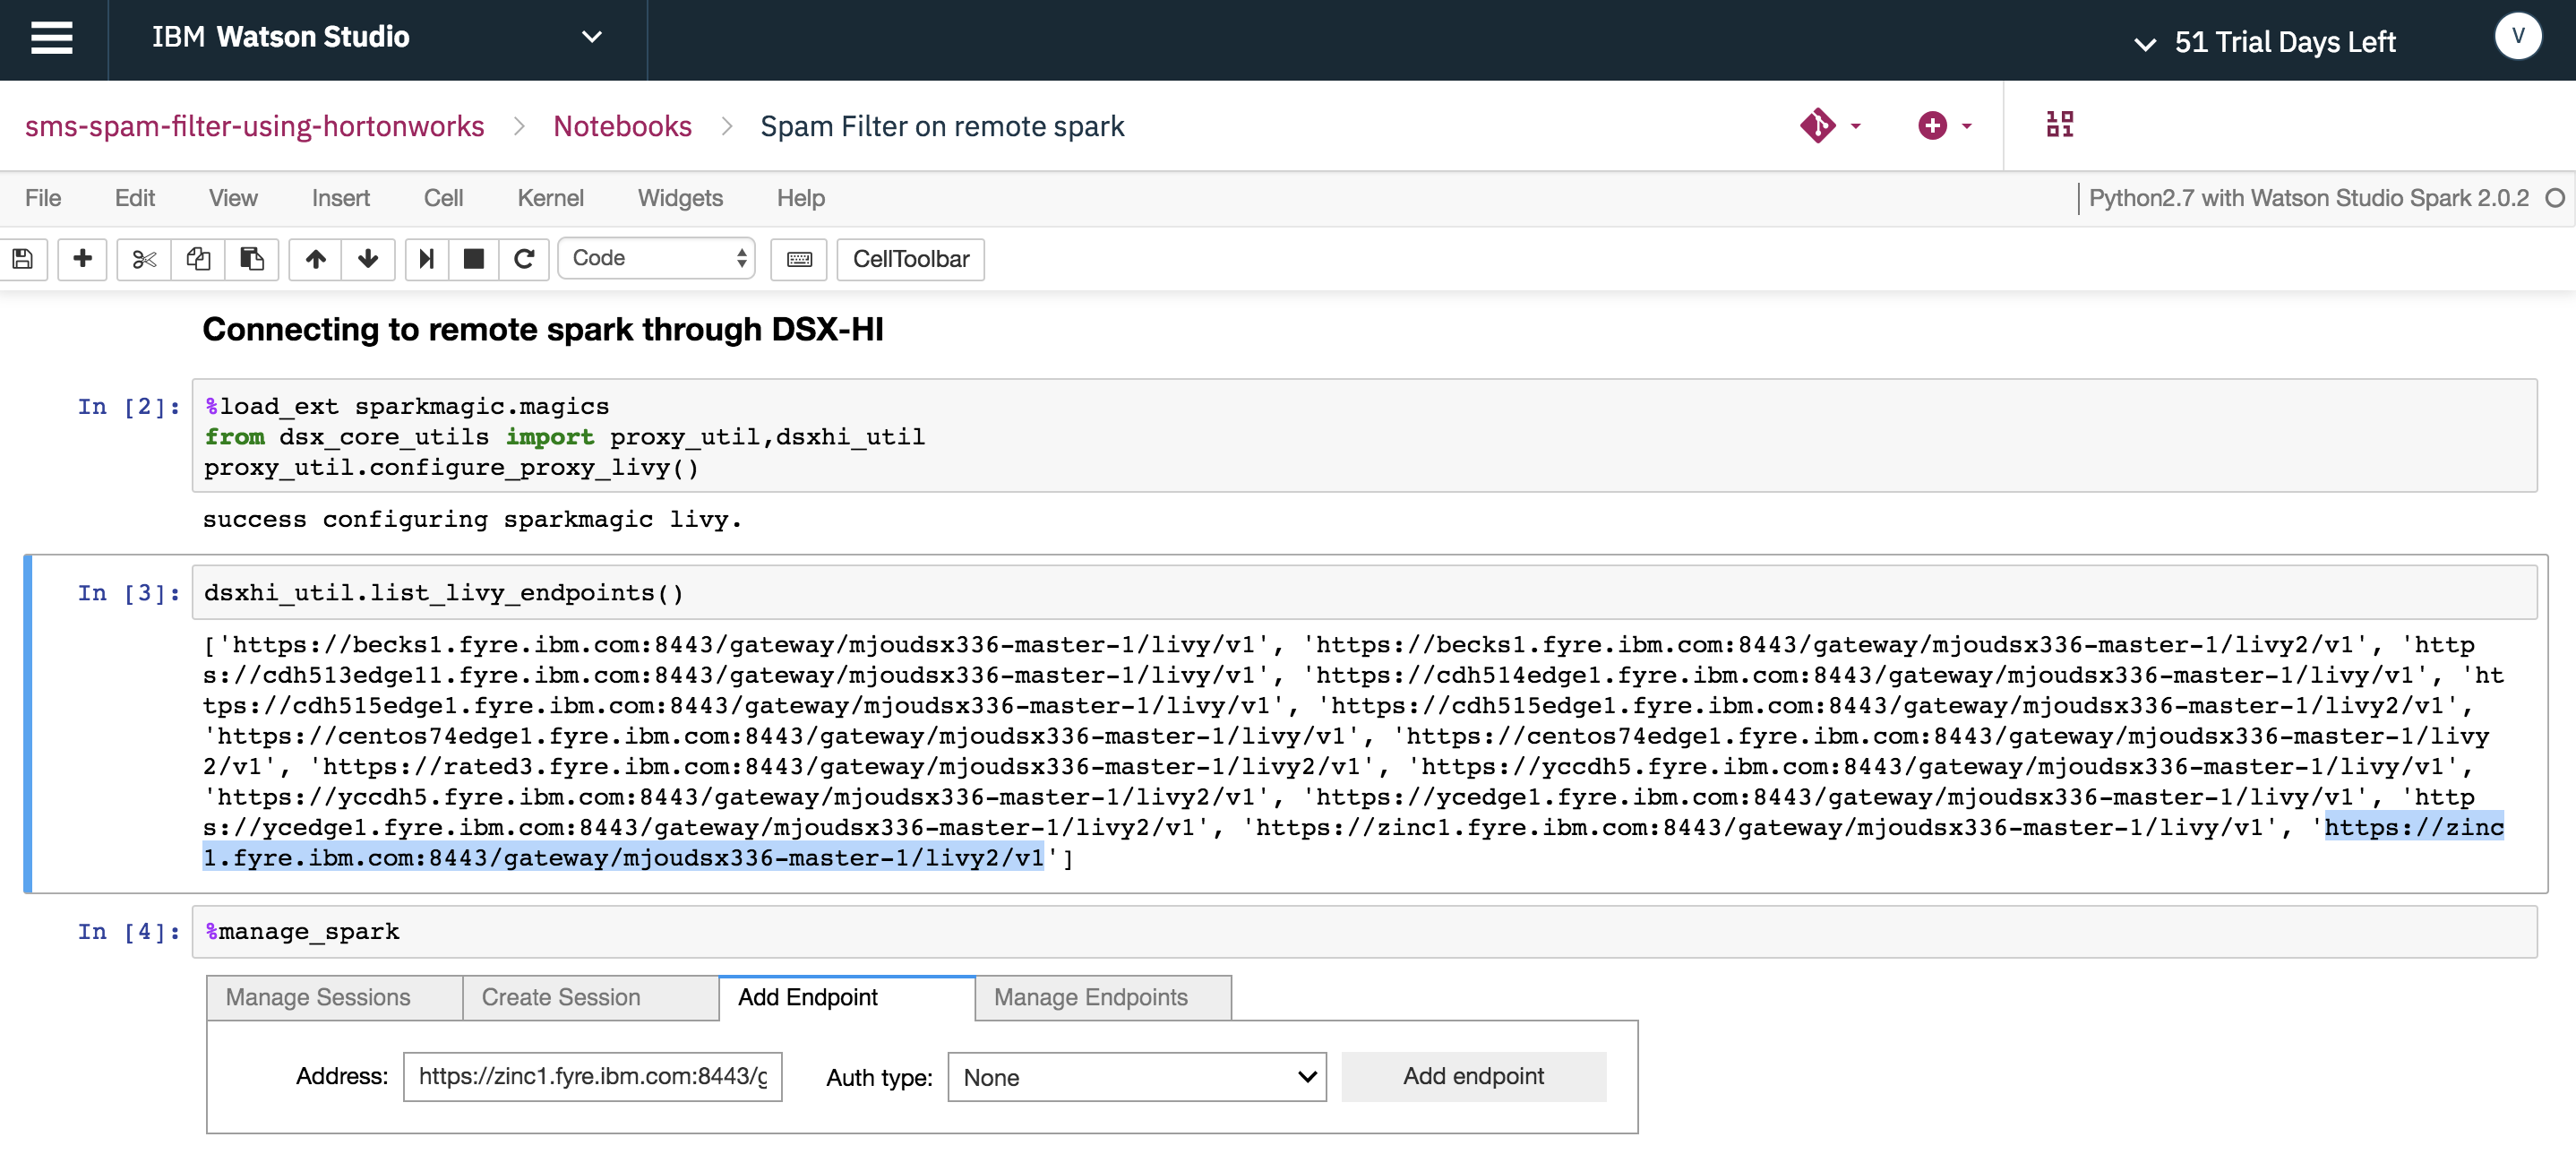 IBM Watson Studio
51 Trial Days Left
V
sms-spam-filter-using-hortonworks > Notebooks > Spam Filter on remote spark
File Edit View Insert Cell Kernel Widgets Help
Python2.7 with Watson Studio Spark 2.0.2
Code
CellToolbar
Connecting to remote spark through DSX-HI
In [2]: %load_ext sparkmagic.magics
from dsx_core_utils import proxy_util,dsxhi_util
proxy_util.configure_proxy_livy()
success configuring sparkmagic livy.
In [3]: dsxhi_util.list_livy_endpoints()
['https://becks1.fyre.ibm.com:8443/gateway/mjoudsx336-master-1/livy/v1', 'https://becks1.fyre.ibm.com:8443/gateway/mjoudsx336-master-1/livy2/v1', 'http
s://cdh513edge11.fyre.ibm.com:8443/gateway/mjoudsx336-master-1/livy/v1', 'https://cdh514edge1.fyre.ibm.com:8443/gateway/mjoudsx336-master-1/livy/v1', 'ht
tps://cdh515edge1.fyre.ibm.com:8443/gateway/mjoudsx336-master-1/livy/v1', 'https://cdh515edge1.fyre.ibm.com:8443/gateway/mjoudsx336-master-1/livy2/v1',
'https://centos74edge1.fyre.ibm.com:8443/gateway/mjoudsx336-master-1/livy/v1', 'https://centos74edge1.fyre.ibm.com:8443/gateway/mjoudsx336-master-1/livy
2/v1', 'https://rated3.fyre.ibm.com:8443/gateway/mjoudsx336-master-1/livy2/v1', 'https://yccdh5.fyre.ibm.com:8443/gateway/mjoudsx336-master-1/livy/v1',
'https://yccdh5.fyre.ibm.com:8443/gateway/mjoudsx336-master-1/livy2/v1', 'https://ycedge1.fyre.ibm.com:8443/gateway/mjoudsx336-master-1/livy/v1', 'http
s://ycedge1.fyre.ibm.com:8443/gateway/mjoudsx336-master-1/livy2/v1', 'https://zinc1.fyre.ibm.com:8443/gateway/mjoudsx336-master-1/livy/v1', 'https://zinc
1.fyre.ibm.com:8443/gateway/mjoudsx336-master-1/livy2/v1']
In [4]: %manage_spark
Manage Sessions Create Session Add Endpoint Manage Endpoints
Address: https://zinc1.fyre.ibm.com:8443/g Auth type: None Add endpoint